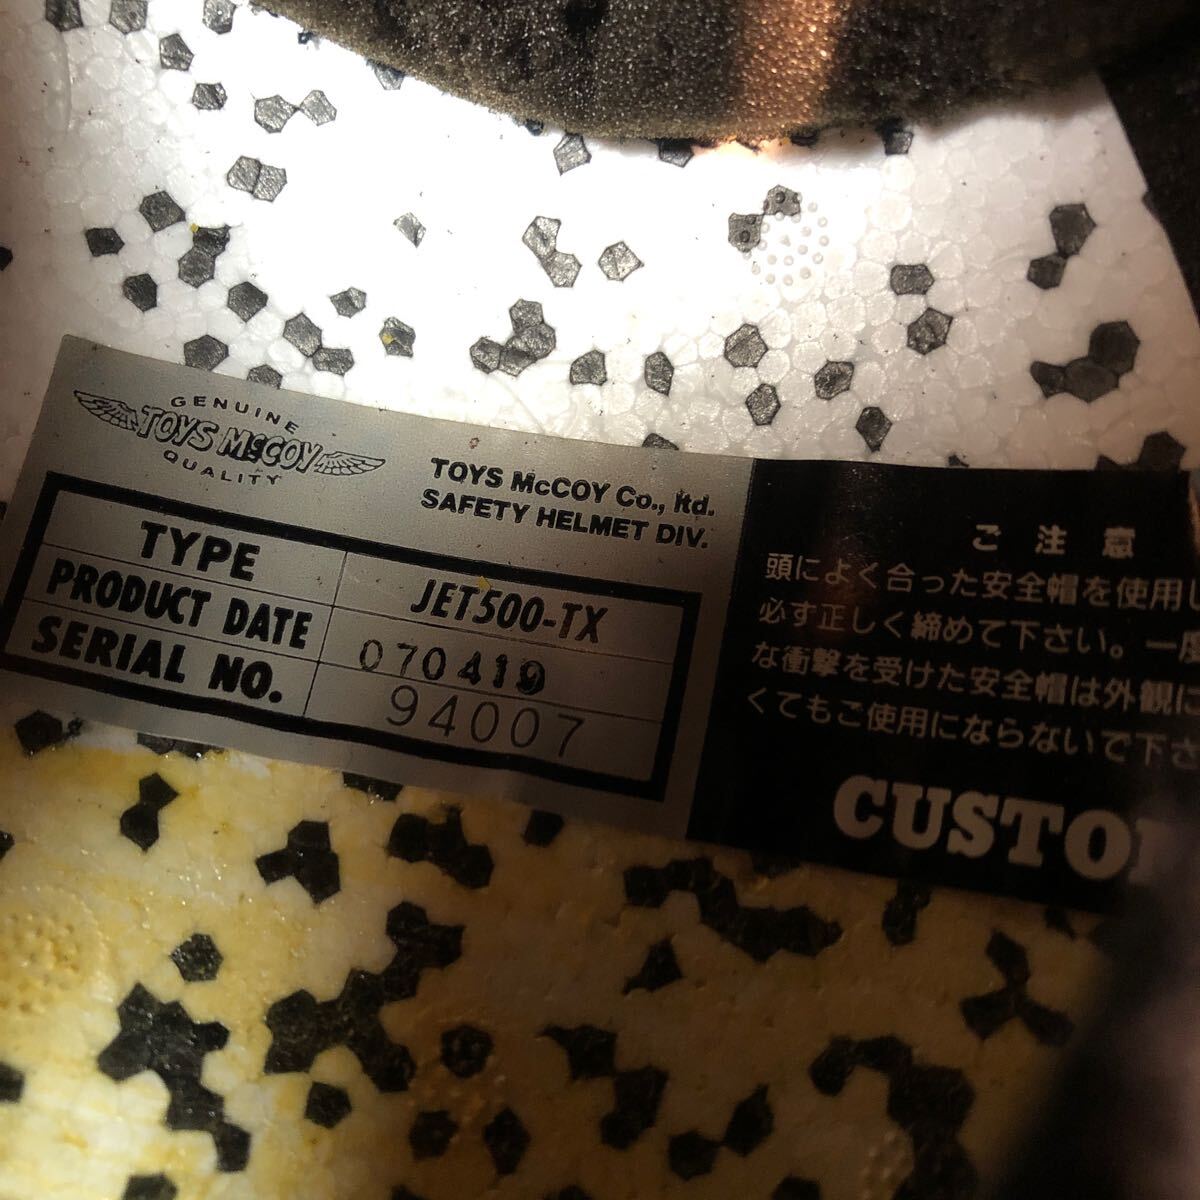 GENUINE
TOYS McCOY
QUALITY
TOYS McCOY Co., ltd.
SAFETY HELMET DIV.
TYPE JET500-TX
PRODUCT DATE 070419
SERIAL NO. 94007
ご注意
頭によく合った安全帽を使用し
必ず正しく締めて下さい。一度
な衝撃を受けた安全帽は外観に
くてもご使用にならないで下さ
CUSTO